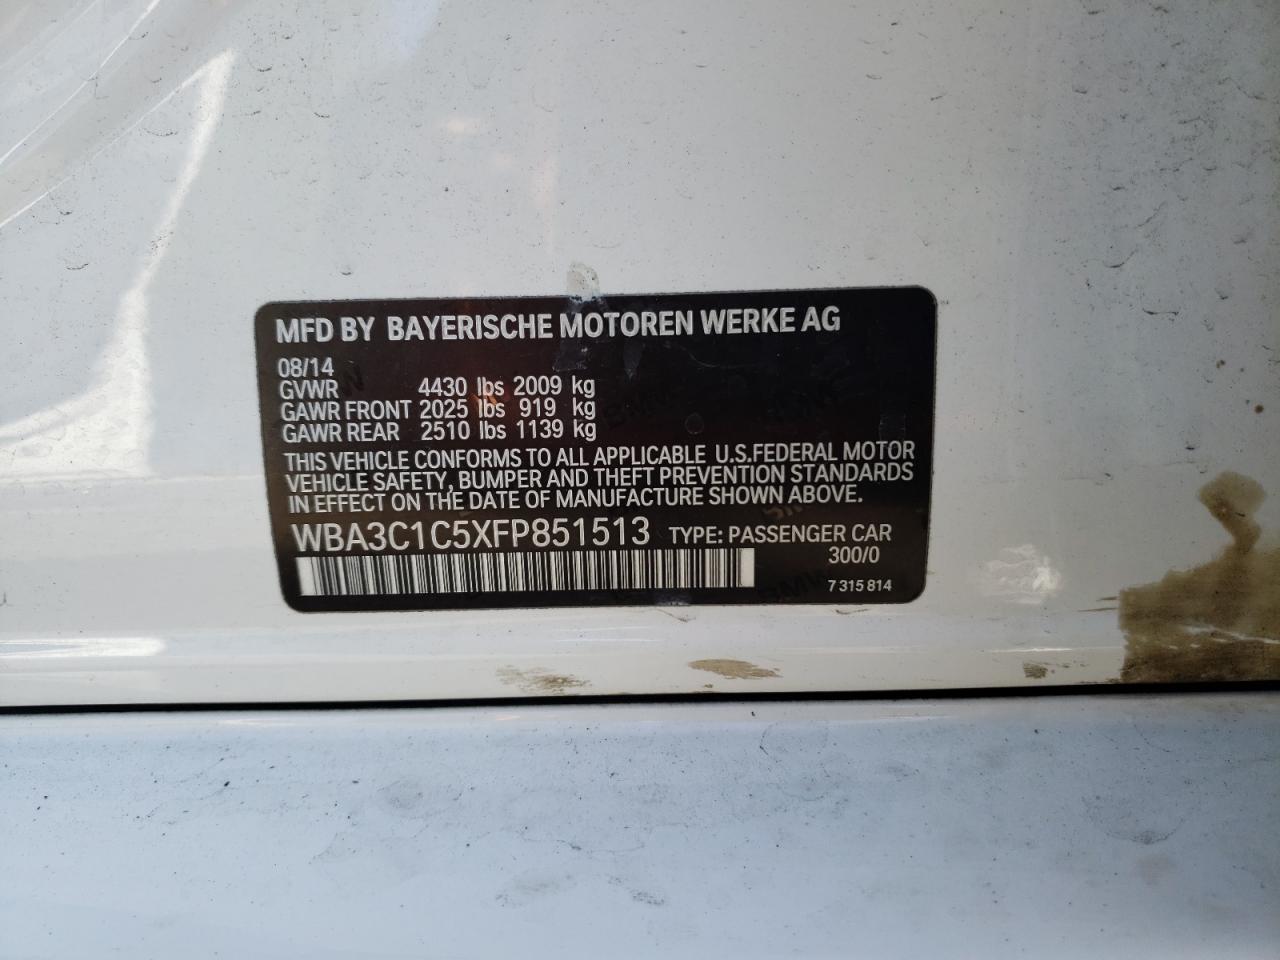 MFD BY BAYERISCHE MOTOREN WERKE AG
08/14
GVWR 4430 lbs 2009 kg
GAWR FRONT 2025 lbs 919 kg
GAWR REAR 2510 lbs 1139 kg
THIS VEHICLE CONFORMS TO ALL APPLICABLE U.S.FEDERAL MOTOR
VEHICLE SAFETY, BUMPER AND THEFT PREVENTION STANDARDS
IN EFFECT ON THE DATE OF MANUFACTURE SHOWN ABOVE.
WBA3C1C5XFP851513 TYPE: PASSENGER CAR
300/0
7 315 814